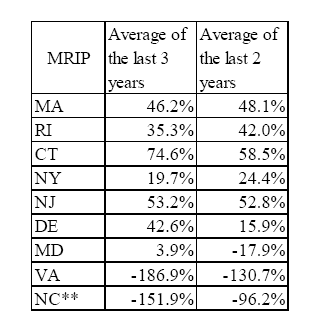 MRIP Average of the last 3 years Average of the last 2 years
MA 46.2% 48.1%
RI 35.3% 42.0%
CT 74.6% 58.5%
NY 19.7% 24.4%
NJ 53.2% 52.8%
DE 42.6% 15.9%
MD 3.9% -17.9%
VA -186.9% -130.7%
NC** -151.9% -96.2%